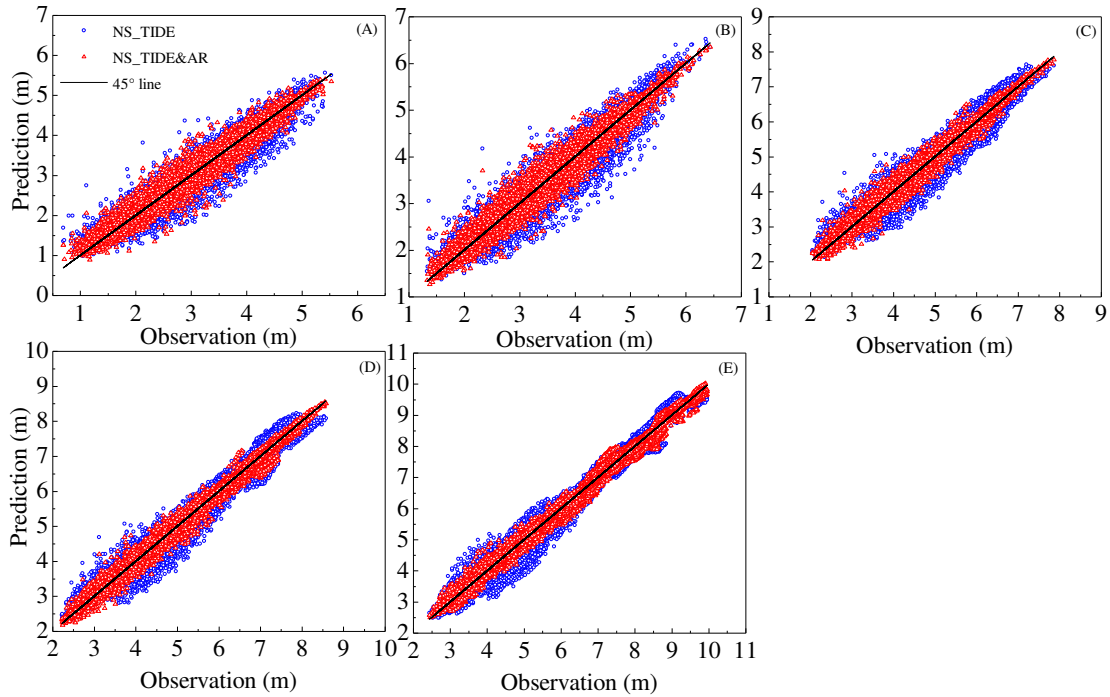 7
6
5
4
3
2
1
0
Prediction (m)
NS_TIDE
NS_TIDE&AR
45° line
(A)
1 2 3 4 5 6
Observation (m)
7
6
5
4
3
2
1
(B)
1 2 3 4 5 6 7
Observation (m)
9
8
7
6
5
4
3
2
1
(C)
1 2 3 4 5 6 7 8 9
Observation (m)
10
9
8
7
6
5
4
3
2
Prediction (m)
(D)
2 3 4 5 6 7 8 9 10
Observation (m)
11
10
9
8
7
6
5
4
3
2
(E)
2 3 4 5 6 7 8 9 10 11
Observation (m)